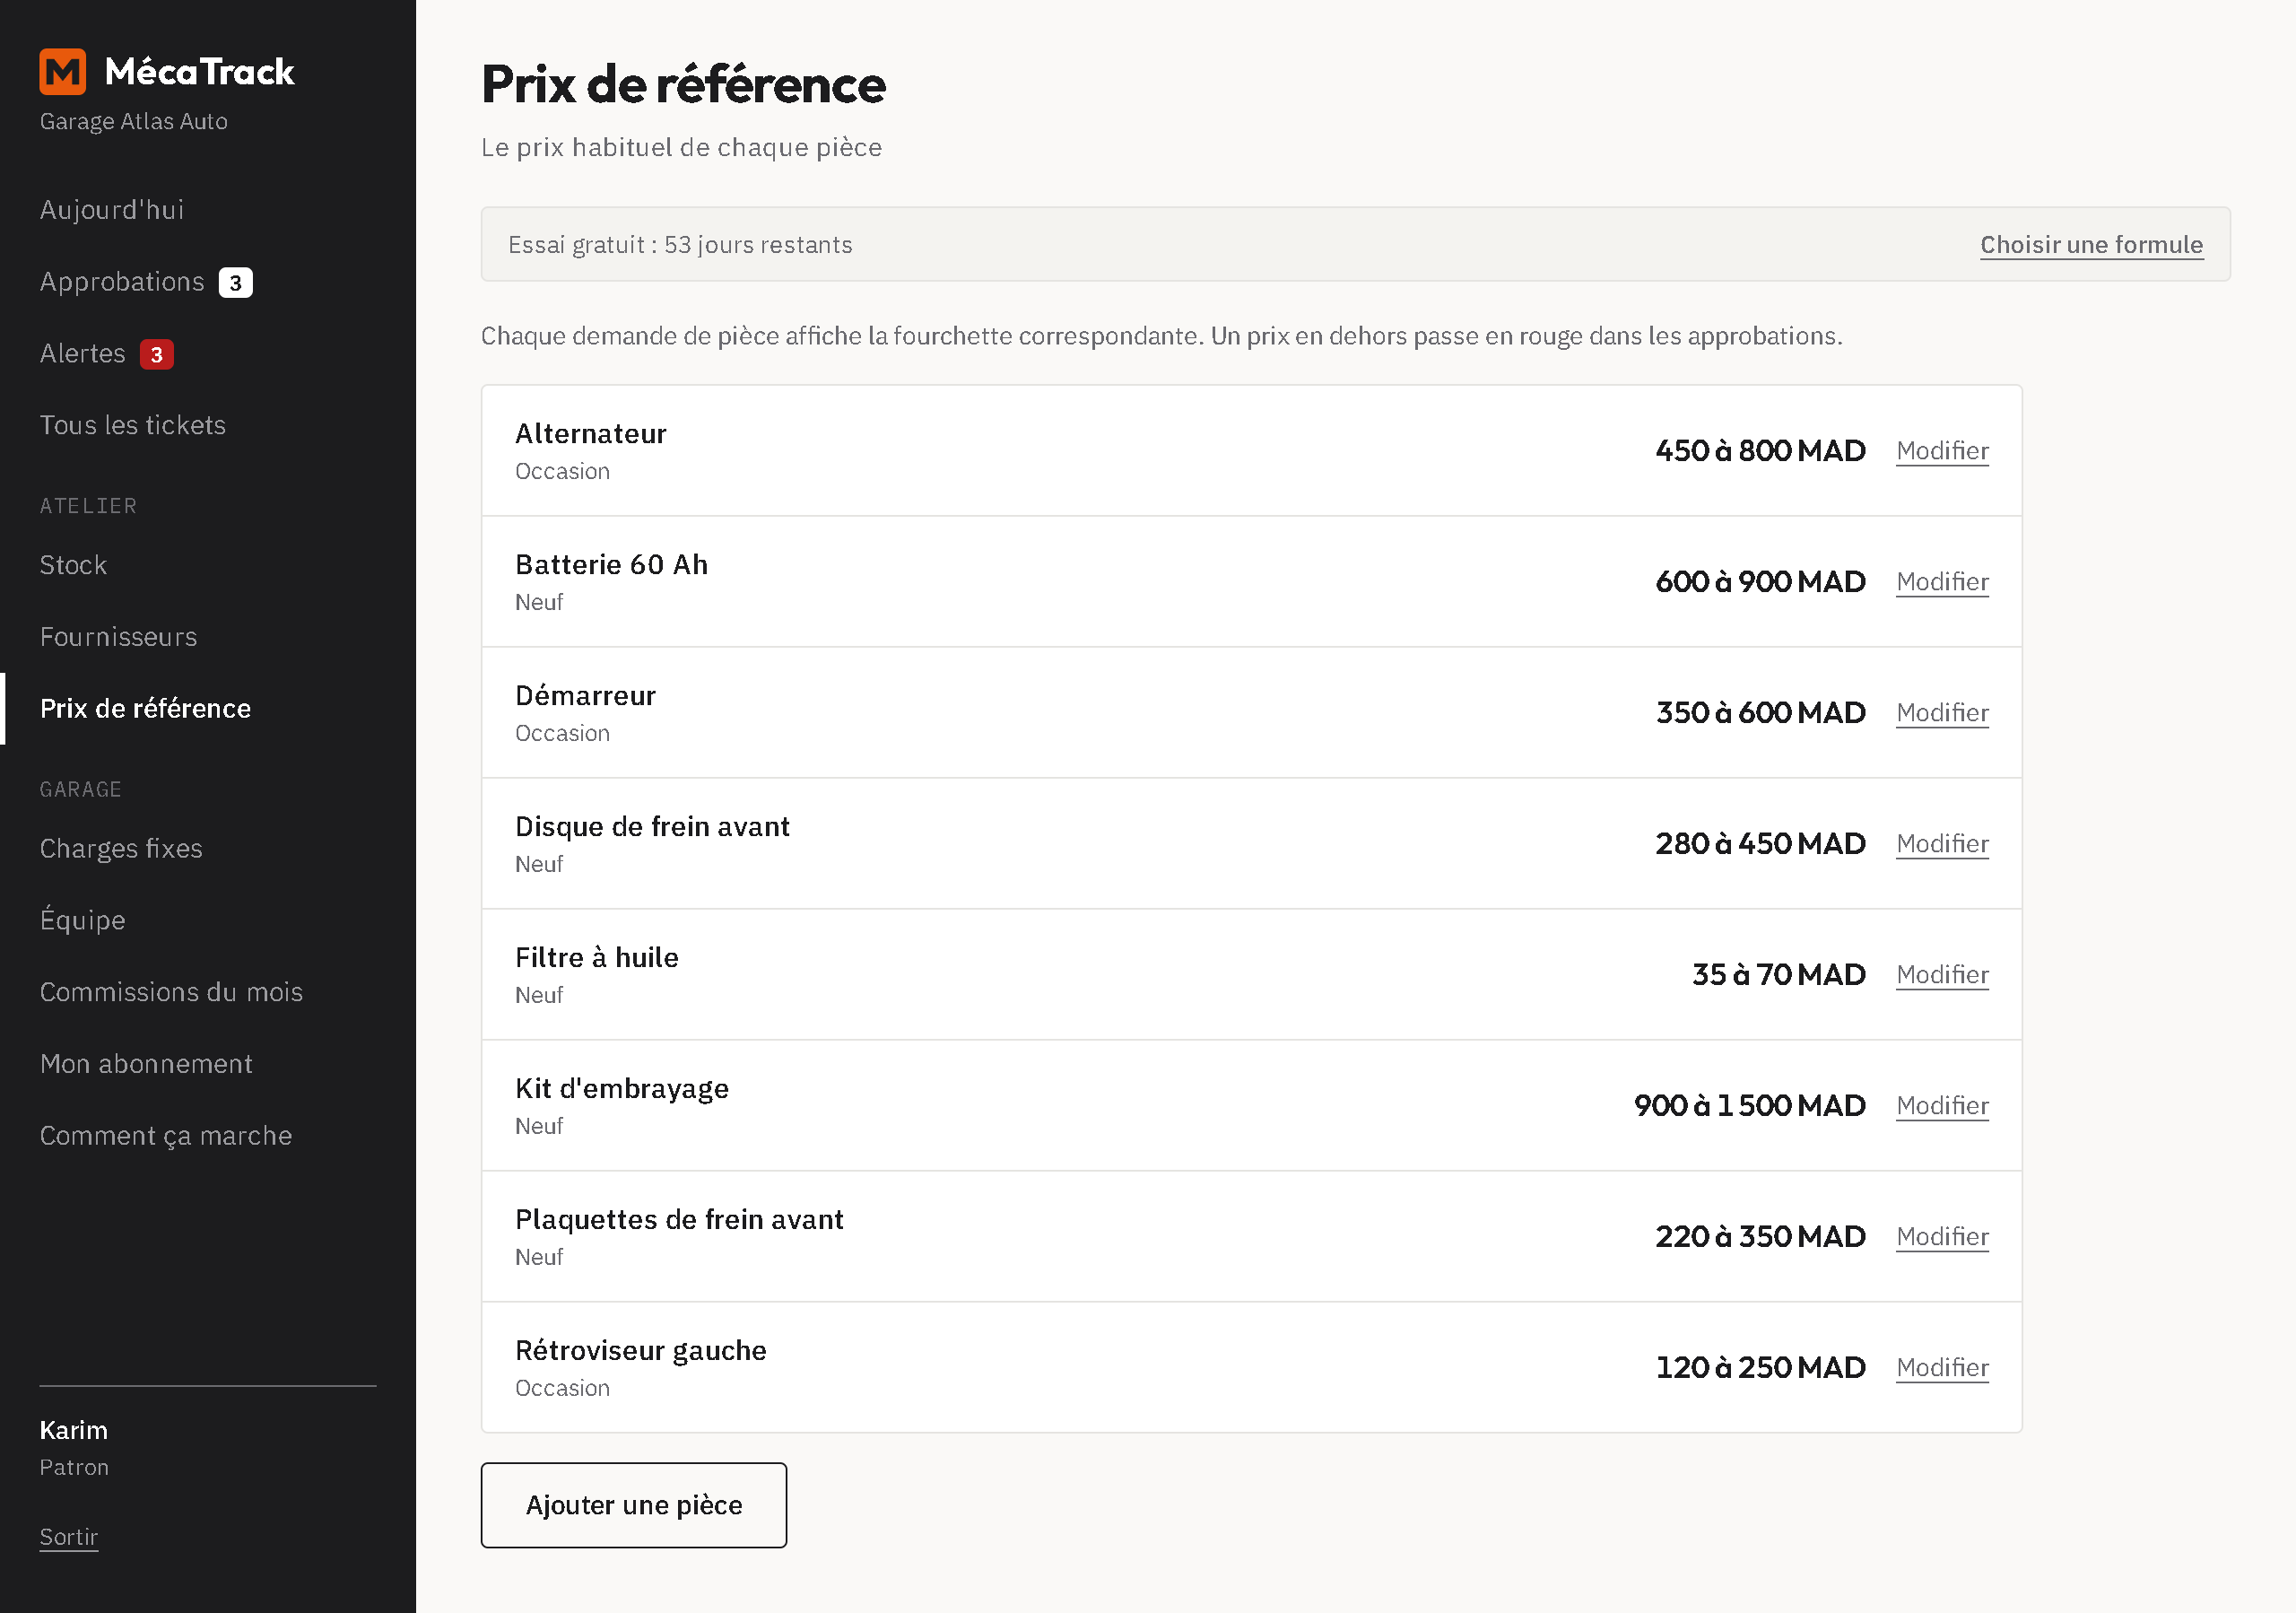 M MécaTrack
Garage Atlas Auto
Aujourd'hui
Approbations 3
Alertes 3
Tous les tickets
ATELIER
Stock
Fournisseurs
Prix de référence
GARAGE
Charges fixes
Équipe
Commissions du mois
Mon abonnement
Comment ça marche
Karim
Patron
Sortir
Prix de référence
Le prix habituel de chaque pièce
Essai gratuit : 53 jours restants
Choisir une formule
Chaque demande de pièce affiche la fourchette correspondante. Un prix en dehors passe en rouge dans les approbations.
Alternateur
Occasion
450 à 800 MAD Modifier
Batterie 60 Ah
Neuf
600 à 900 MAD Modifier
Démarreur
Occasion
350 à 600 MAD Modifier
Disque de frein avant
Neuf
280 à 450 MAD Modifier
Filtre à huile
Neuf
35 à 70 MAD Modifier
Kit d'embrayage
Neuf
900 à 1 500 MAD Modifier
Plaquettes de frein avant
Neuf
220 à 350 MAD Modifier
Rétroviseur gauche
Occasion
120 à 250 MAD Modifier
Ajouter une pièce